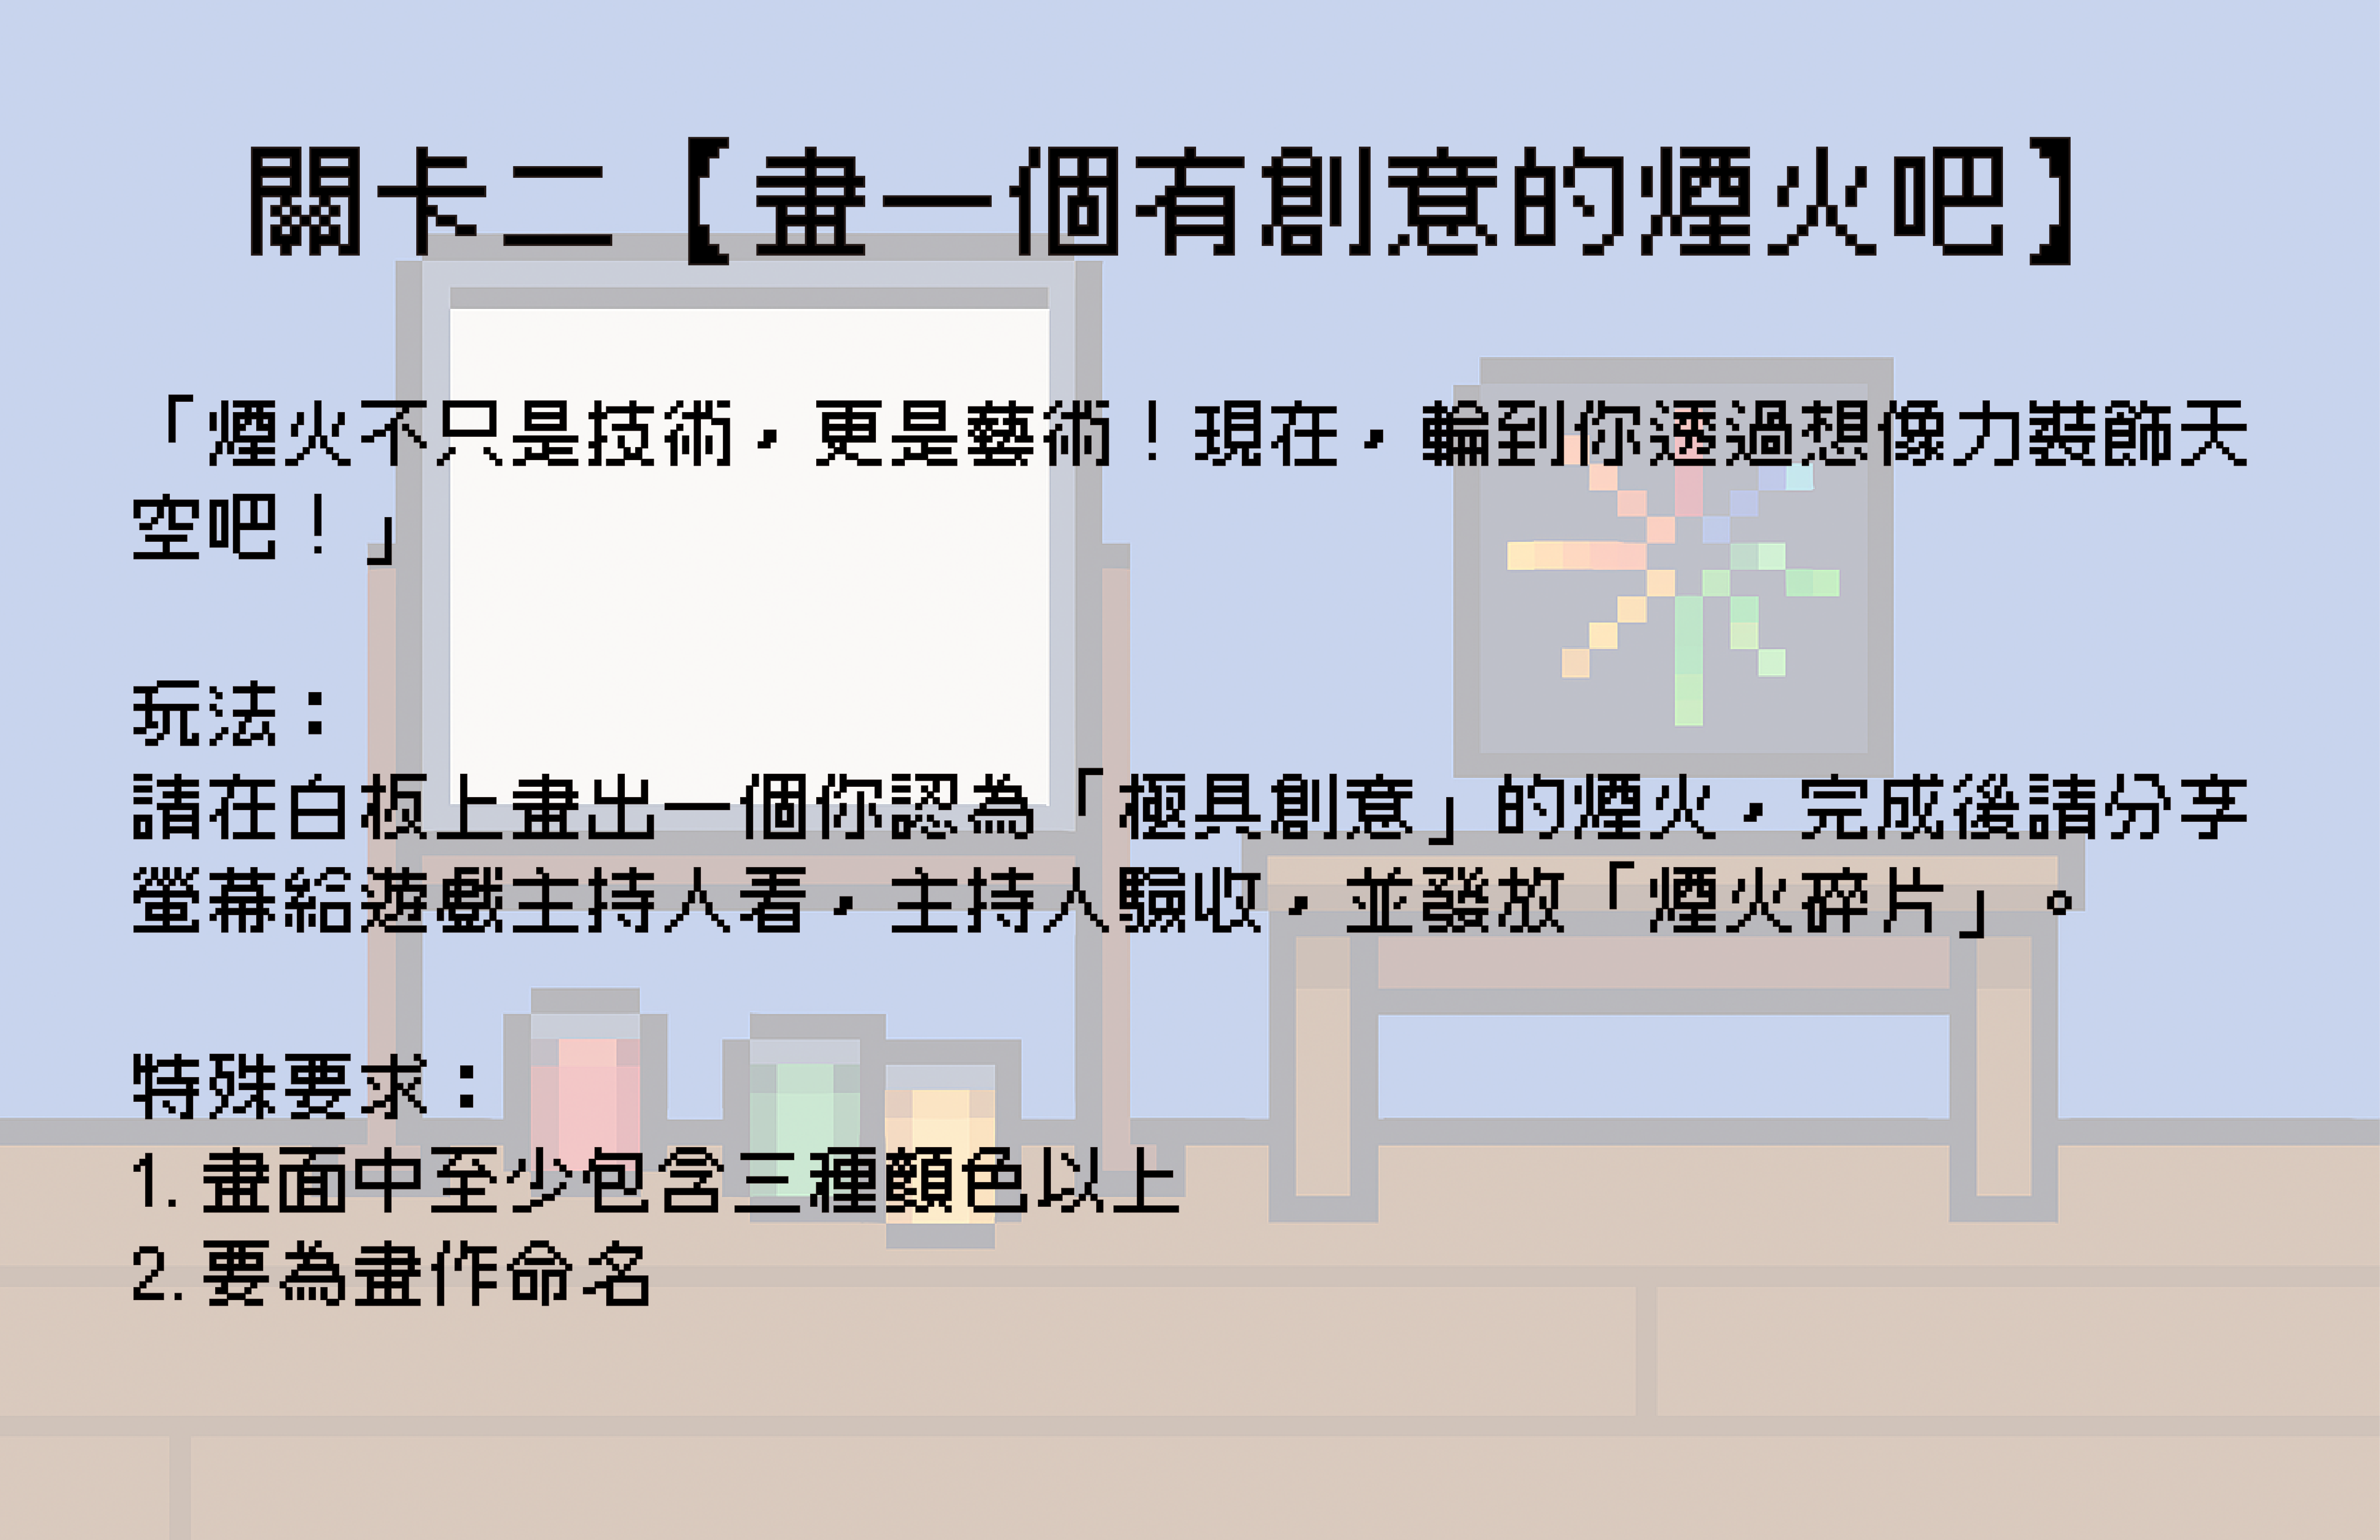 關卡二【畫一個有創意的煙火吧】
「煙火不只是技術，更是藝術！現在，輪到你透過想像力裝飾天
空吧！」
玩法：
請在白板上畫出一個你認為「極具創意」的煙火，完成後請分享
螢幕給遊戲主持人看，主持人驗收，並發放「煙火碎片」。
特殊要求：
1.畫面中至少包含三種顏色以上
2.要為畫作命名